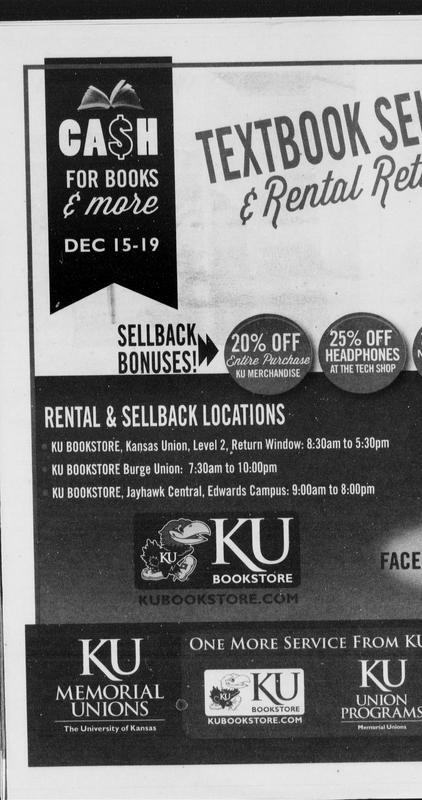 CA$H
FOR BOOKS
& more
DEC 15-19
TEXTBOOK SE
& Rental Ret
SELLBACK
BONUSES!
20% OFF
Entire Purchase
KU MERCHANDISE
25% OFF
HEADPHONES
AT THE TECH SHOP
RENTAL & SELLBACK LOCATIONS
KU BOOKSTORE, Kansas Union, Level 2, Return Window: 8:30am to 5:30pm
KU BOOKSTORE Burge Union: 7:30am to 10:00pm
KU BOOKSTORE, Jayhawk Central, Edwards Campus: 9:00am to 8:00pm
KU
KU
BOOKSTORE
KUBOOKSTORE.COM
FACE
KU
MEMORIAL
UNIONS
The University of Kansas
ONE MORE SERVICE FROM KU
KU
KU
BOOKSTORE
KUBOOKSTORE.COM
KU
UNION
PROGRAMS
Memorial Unions